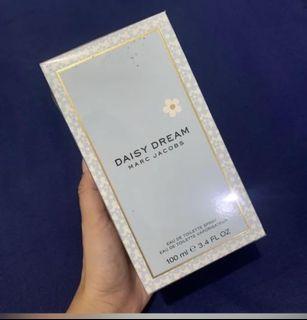 DAISY DREAM
MARC JACOBS
EAU DE TOILETTE SPRAY
EAU DE TOILETTE VAPORISATEUR
100 ml ℮ 3.4 FL OZ